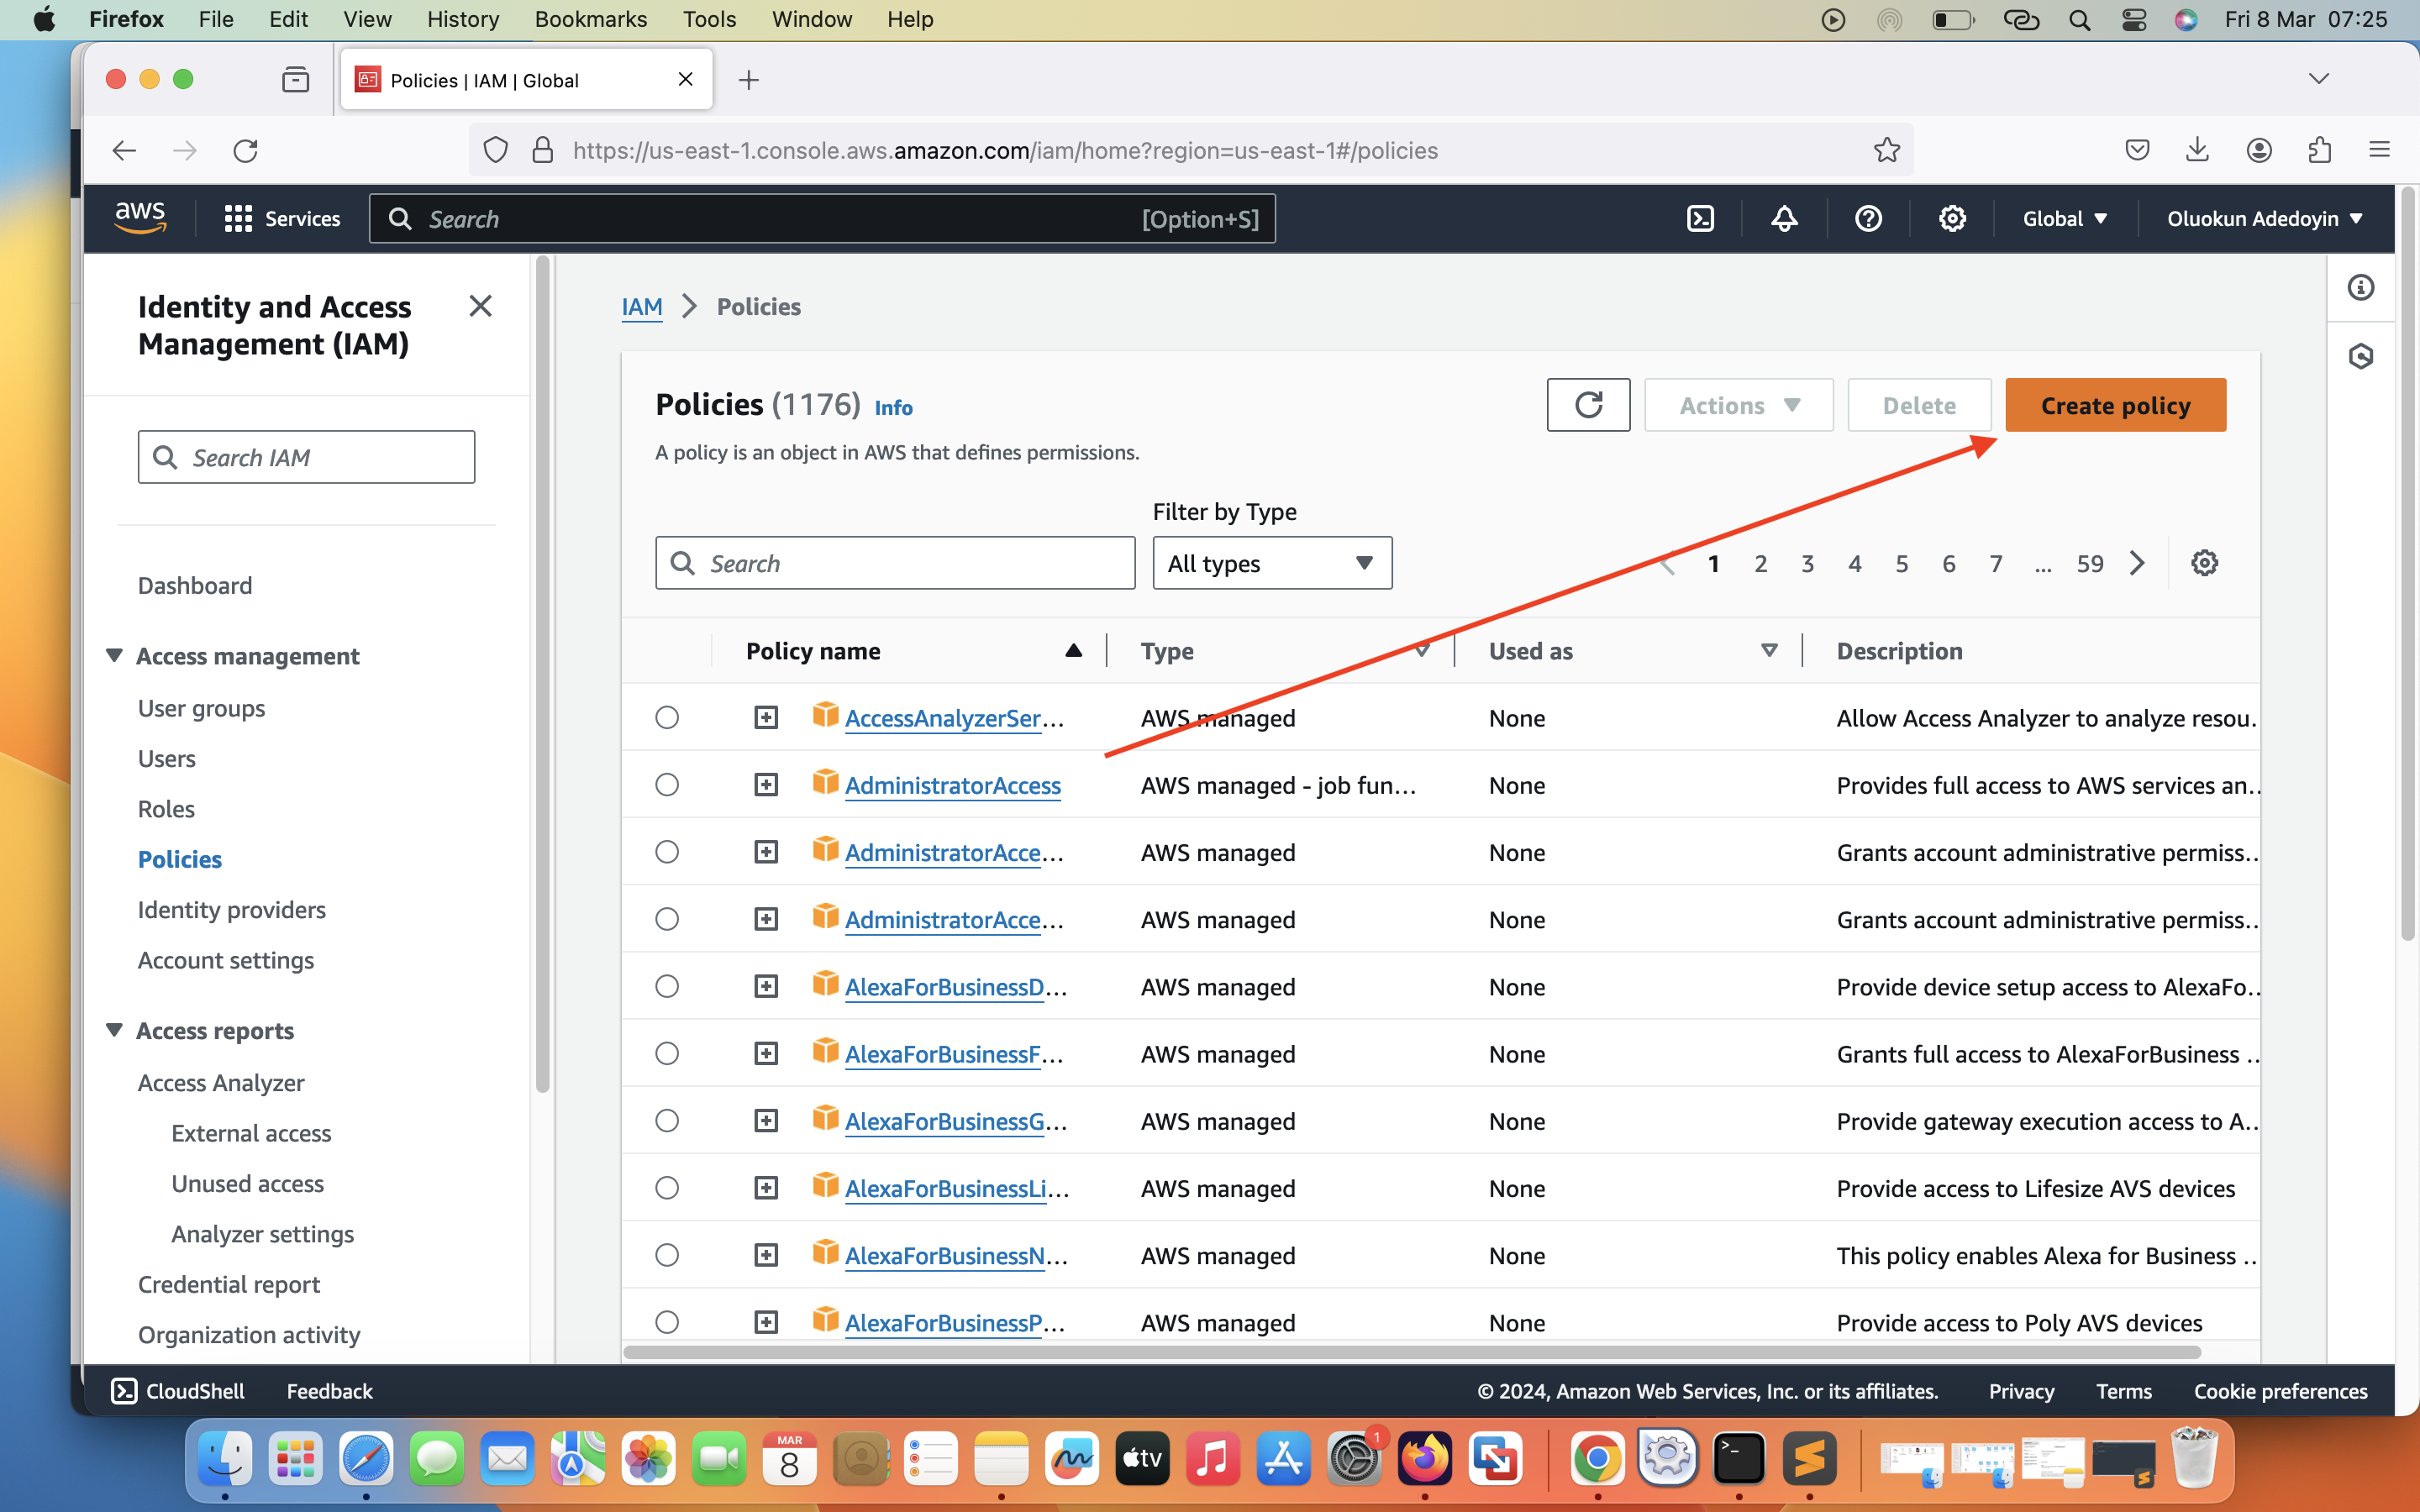 Firefox File Edit View History Bookmarks Tools Window Help Fri 8 Mar 07:25
Policies | IAM | Global
https://us-east-1.console.aws.amazon.com/iam/home?region=us-east-1#/policies
aws Services Search [Option+S] Global Oluokun Adedoyin
Identity and Access
Management (IAM)
Search IAM
Dashboard
Access management
User groups
Users
Roles
Policies
Identity providers
Account settings
Access reports
Access Analyzer
External access
Unused access
Analyzer settings
Credential report
Organization activity
IAM Policies
Policies (1176) Info
Actions Delete Create policy
A policy is an object in AWS that defines permissions.
Filter by Type
Search All types 1 2 3 4 5 6 7 ... 59
Policy name Type Used as Description
AccessAnalyzerSer... AWS managed None Allow Access Analyzer to analyze resou.
AdministratorAccess AWS managed - job fun... None Provides full access to AWS services an..
AdministratorAcce... AWS managed None Grants account administrative permiss..
AdministratorAcce... AWS managed None Grants account administrative permiss..
AlexaForBusinessD... AWS managed None Provide device setup access to AlexaFo..
AlexaForBusinessF... AWS managed None Grants full access to AlexaForBusiness ..
AlexaForBusinessG... AWS managed None Provide gateway execution access to A..
AlexaForBusinessLi... AWS managed None Provide access to Lifesize AVS devices
AlexaForBusinessN... AWS managed None This policy enables Alexa for Business ..
AlexaForBusinessP... AWS managed None Provide access to Poly AVS devices
CloudShell Feedback © 2024, Amazon Web Services, Inc. or its affiliates. Privacy Terms Cookie preferences
MAR
8
tv
1